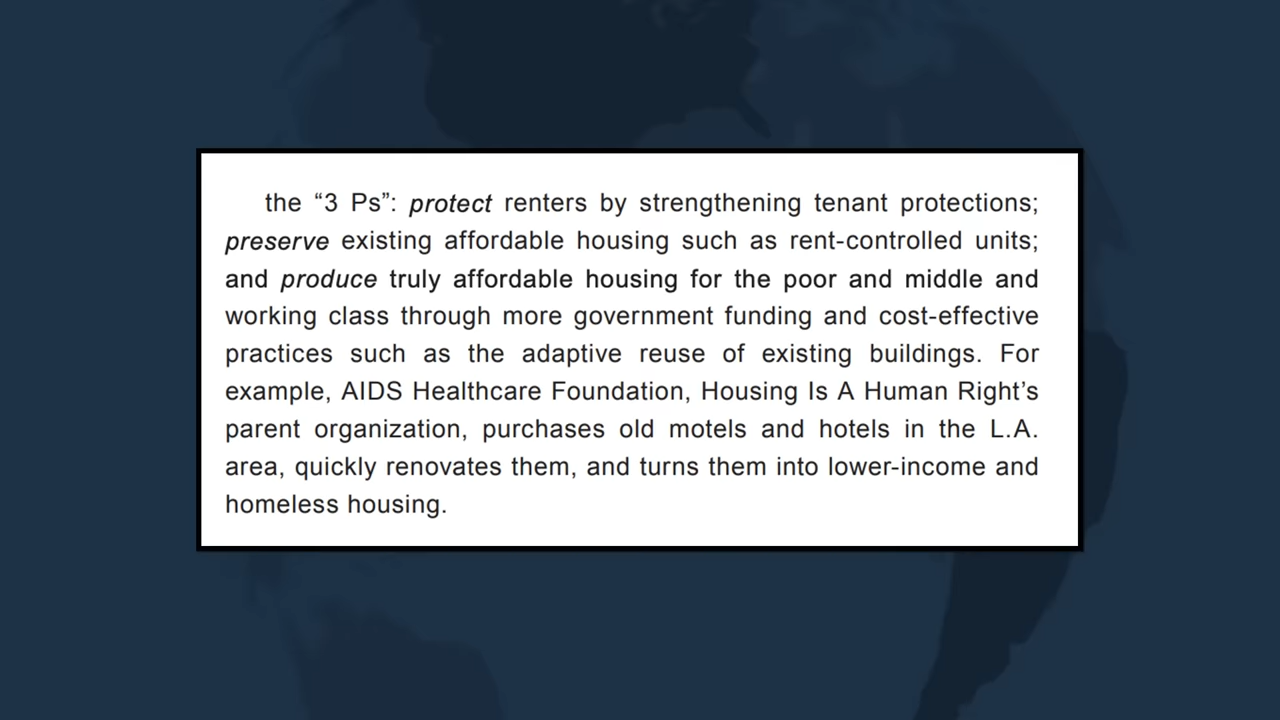 the “3 Ps”: protect renters by strengthening tenant protections;
preserve existing affordable housing such as rent-controlled units;
and produce truly affordable housing for the poor and middle and
working class through more government funding and cost-effective
practices such as the adaptive reuse of existing buildings. For
example, AIDS Healthcare Foundation, Housing Is A Human Right’s
parent organization, purchases old motels and hotels in the L.A.
area, quickly renovates them, and turns them into lower-income and
homeless housing.